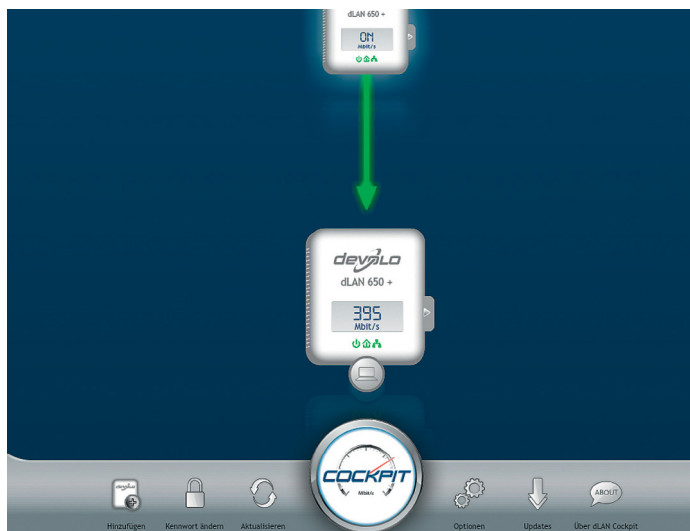 dLAN 650 +
ON
Mbit/s
devolo
dLAN 650 +
395
Mbit/s
COCKPIT
Mbit/s
devolo
ABOUT
Hinzufügen
Kennwort ändern
Aktualisieren
Optionen
Updates
Über dLAN Cockpit